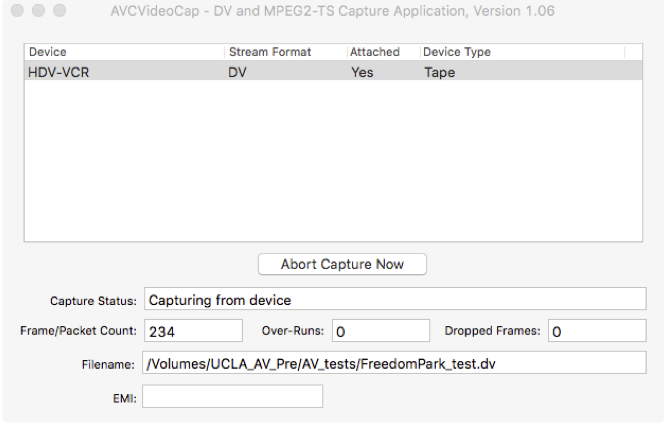 AVCVideoCap - DV and MPEG2-TS Capture Application, Version 1.06
Device Stream Format Attached Device Type
HDV-VCR DV Yes Tape
Abort Capture Now
Capture Status: Capturing from device
Frame/Packet Count: 234 Over-Runs: 0 Dropped Frames: 0
Filename: /Volumes/UCLA_AV_Pre/AV_tests/FreedomPark_test.dv
EMI: